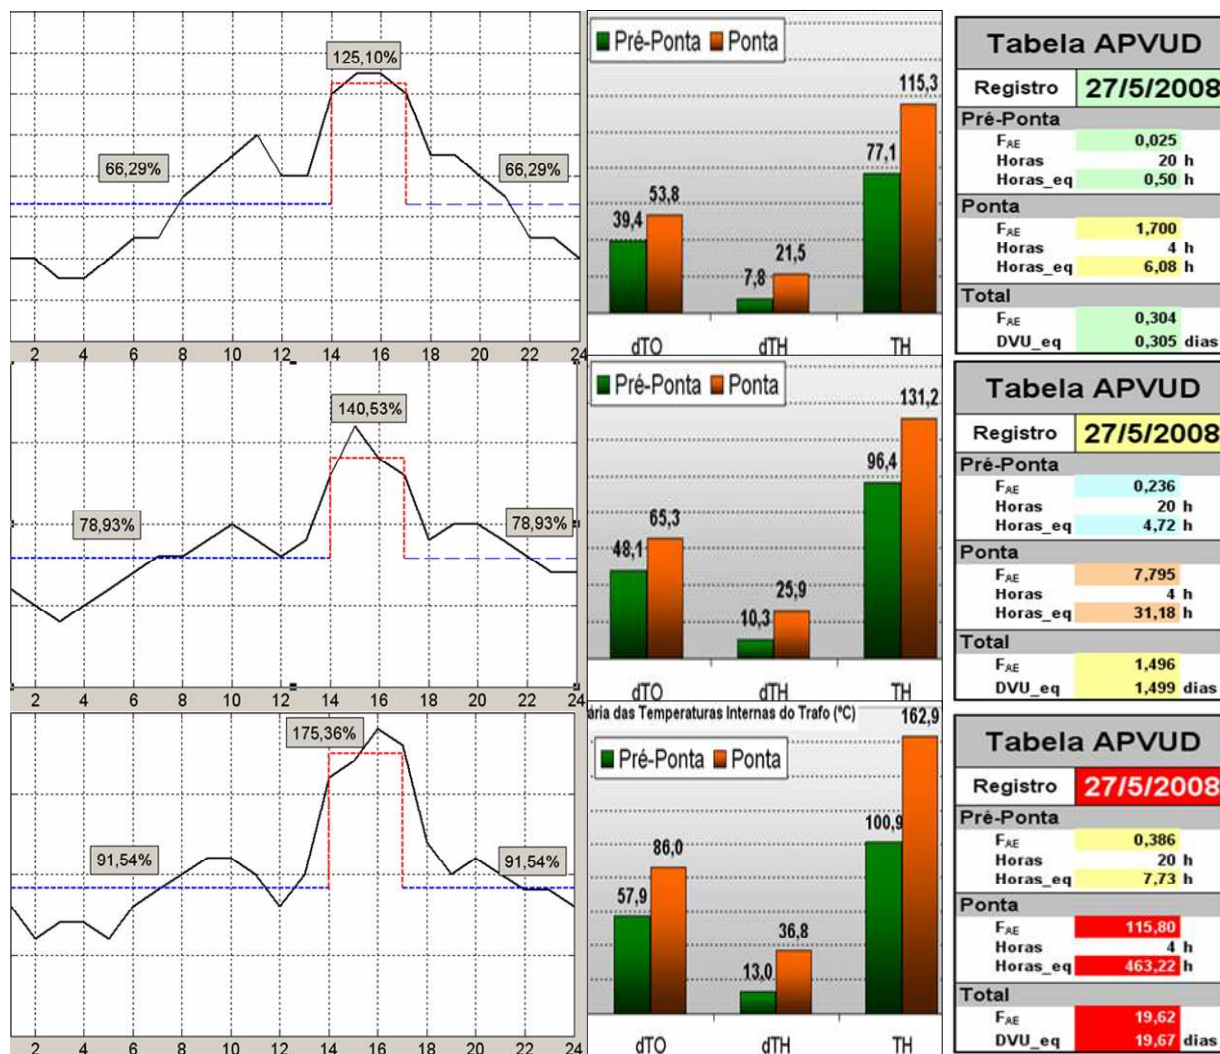 125,10%
66,29%
66,29%
2 4 6 8 10 12 14 16 18 20 22 24
Pré-Ponta Ponta
115,3
77,1
53,8
39,4
21,5
7,8
dTO dTH TH
Tabela APVUD
Registro 27/5/2008
Pré-Ponta
FAE 0,025
Horas 20 h
Horas_eq 0,50 h
Ponta
FAE 1,700
Horas 4 h
Horas_eq 6,08 h
Total
FAE 0,304
DVU_eq 0,305 dias
140,53%
78,93%
78,93%
2 4 6 8 10 12 14 16 18 20 22 24
Pré-Ponta Ponta
131,2
96,4
65,3
48,1
25,9
10,3
dTO dTH TH
Tabela APVUD
Registro 27/5/2008
Pré-Ponta
FAE 0,236
Horas 20 h
Horas_eq 4,72 h
Ponta
FAE 7,795
Horas 4 h
Horas_eq 31,18 h
Total
FAE 1,496
DVU_eq 1,499 dias
175,36%
91,54%
91,54%
2 4 6 8 10 12 14 16 18 20 22 24
ária das Temperaturas Internas do Trafo (ºC)
Pré-Ponta Ponta
162,9
100,9
86,0
57,9
36,8
13,0
dTO dTH TH
Tabela APVUD
Registro 27/5/2008
Pré-Ponta
FAE 0,386
Horas 20 h
Horas_eq 7,73 h
Ponta
FAE 115,80
Horas 4 h
Horas_eq 463,22 h
Total
FAE 19,62
DVU_eq 19,67 dias